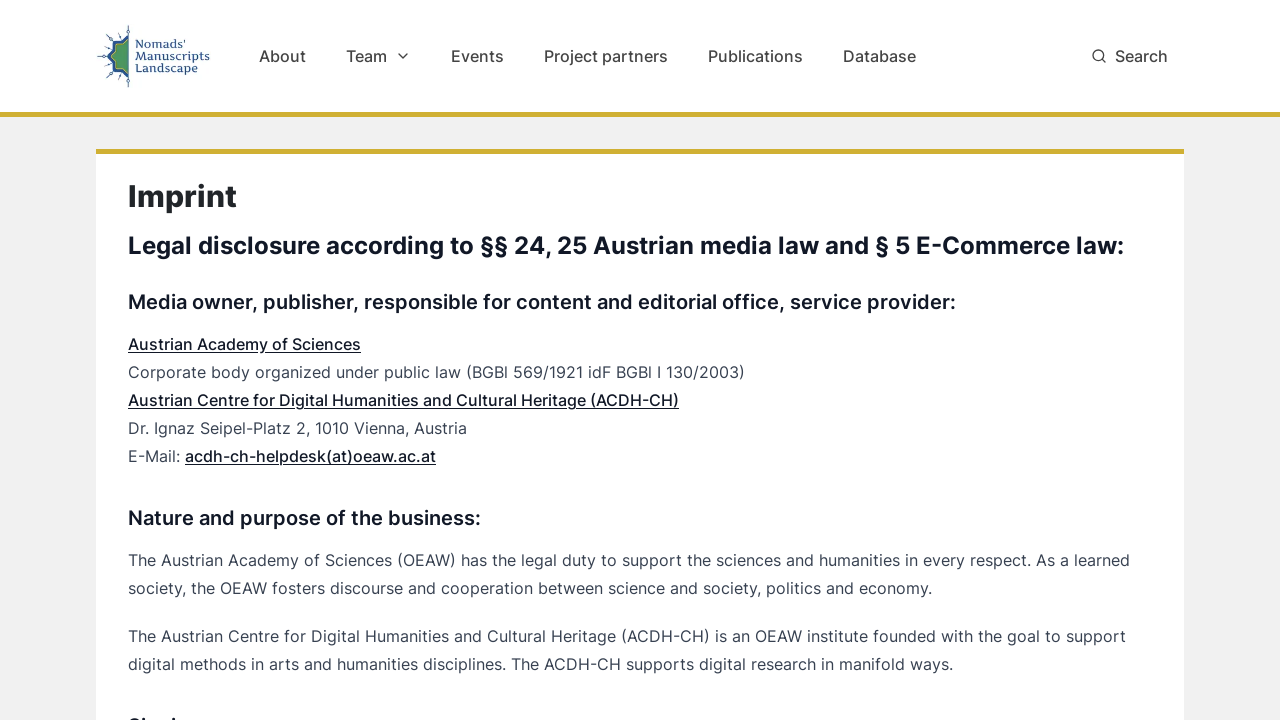 Nomads'
Manuscripts
Landscape
About
Team
Events
Project partners
Publications
Database
Search
Imprint
Legal disclosure according to §§ 24, 25 Austrian media law and § 5 E-Commerce law:
Media owner, publisher, responsible for content and editorial office, service provider:
Austrian Academy of Sciences
Corporate body organized under public law (BGBl 569/1921 idF BGBl I 130/2003)
Austrian Centre for Digital Humanities and Cultural Heritage (ACDH-CH)
Dr. Ignaz Seipel-Platz 2, 1010 Vienna, Austria
E-Mail: acdh-ch-helpdesk(at)oeaw.ac.at
Nature and purpose of the business:
The Austrian Academy of Sciences (OEAW) has the legal duty to support the sciences and humanities in every respect. As a learned
society, the OEAW fosters discourse and cooperation between science and society, politics and economy.
The Austrian Centre for Digital Humanities and Cultural Heritage (ACDH-CH) is an OEAW institute founded with the goal to support
digital methods in arts and humanities disciplines. The ACDH-CH supports digital research in manifold ways.